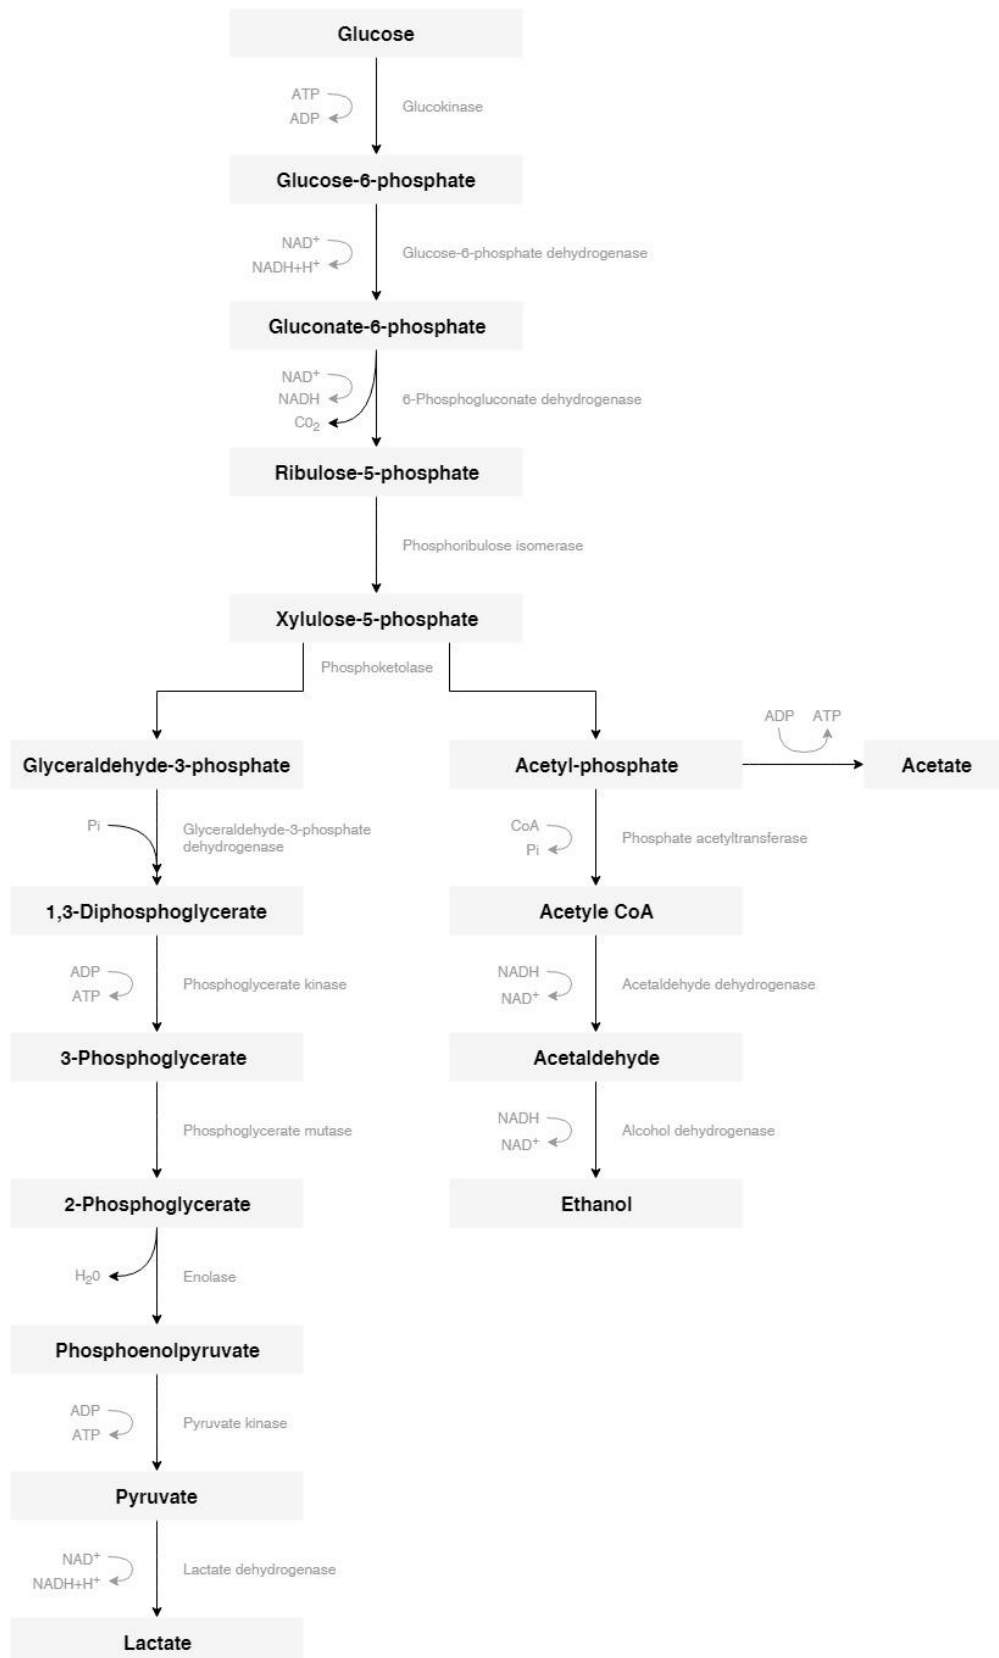 Glucose
ATP
ADP
Glucokinase
Glucose-6-phosphate
NAD+
NADH+H+
Glucose-6-phosphate dehydrogenase
Gluconate-6-phosphate
NAD+
NADH
C02
6-Phosphogluconate dehydrogenase
Ribulose-5-phosphate
Phosphoribulose isomerase
Xylulose-5-phosphate
Phosphoketolase
ADP ATP
Glyceraldehyde-3-phosphate
Acetyl-phosphate
Acetate
Pi
Glyceraldehyde-3-phosphate
dehydrogenase
CoA
Pi
Phosphate acetyltransferase
1,3-Diphosphoglycerate
Acetyle CoA
ADP
ATP
Phosphoglycerate kinase
NADH
NAD+
Acetaldehyde dehydrogenase
3-Phosphoglycerate
Acetaldehyde
Phosphoglycerate mutase
NADH
NAD+
Alcohol dehydrogenase
2-Phosphoglycerate
Ethanol
H20
Enolase
Phosphoenolpyruvate
ADP
ATP
Pyruvate kinase
Pyruvate
NAD+
NADH+H+
Lactate dehydrogenase
Lactate